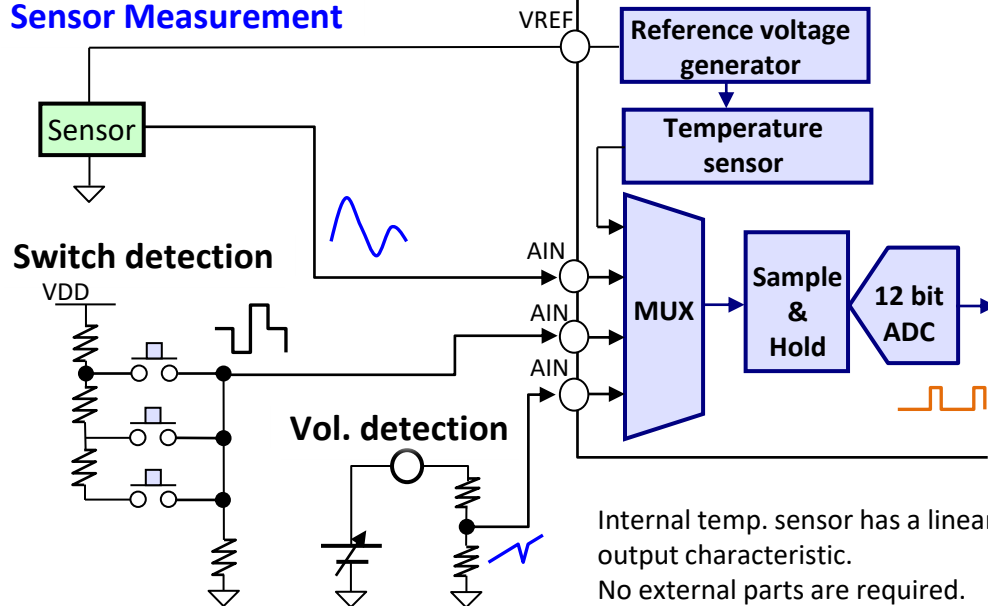 Sensor Measurement
VREF
Reference voltage
generator
Sensor
Temperature
sensor
Switch detection
VDD
AIN
AIN
AIN
MUX
Sample
&
Hold
12 bit
ADC
Vol. detection
Internal temp. sensor has a linear
output characteristic.
No external parts are required.